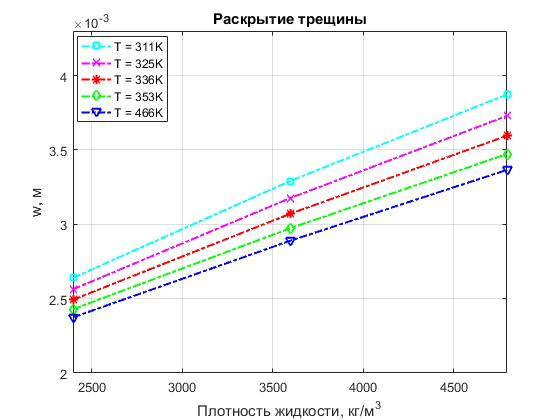 Раскрытие трещины
×10⁻³
T = 311K
T = 325K
T = 336K
T = 353K
T = 466K
4
3.5
3
2.5
2
w, м
2500 3000 3500 4000 4500
Плотность жидкости, кг/м³